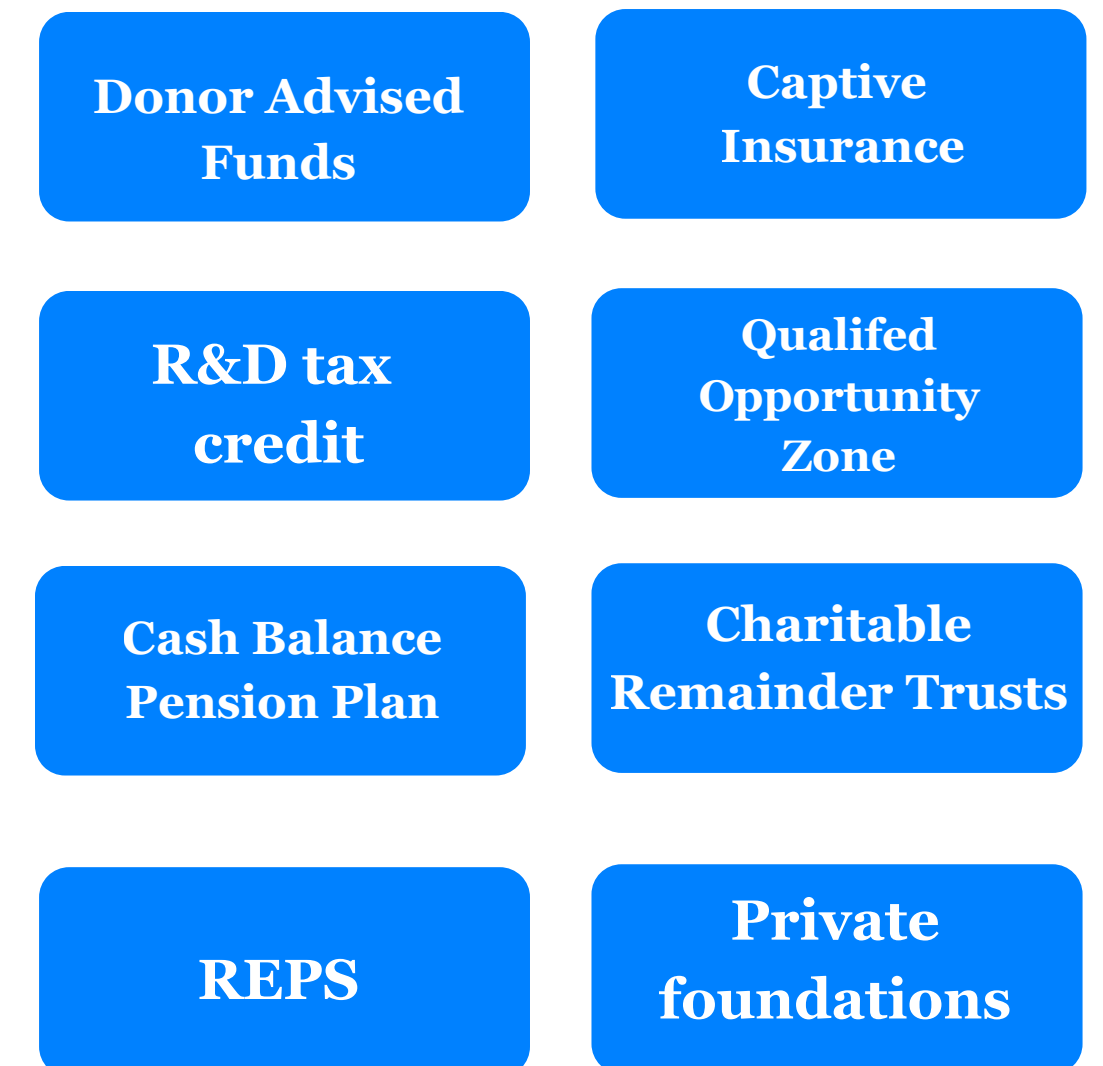 Donor Advised
Funds
Captive
Insurance
R&D tax
credit
Qualifed
Opportunity
Zone
Cash Balance
Pension Plan
Charitable
Remainder Trusts
REPS
Private
foundations